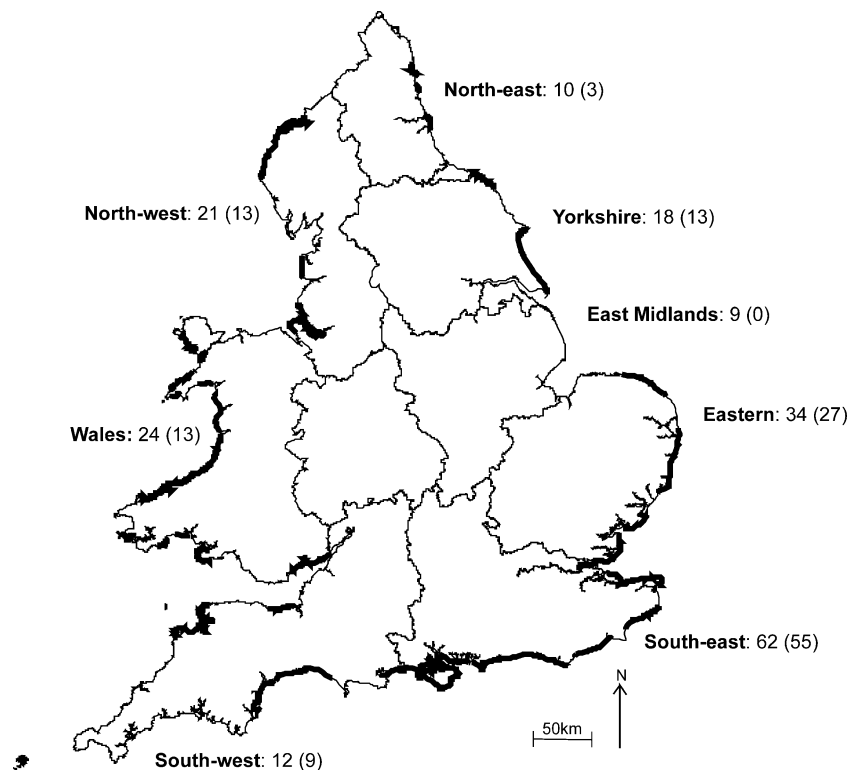 North-east: 10 (3)
North-west: 21 (13)
Yorkshire: 18 (13)
East Midlands: 9 (0)
Eastern: 34 (27)
Wales: 24 (13)
South-east: 62 (55)
N
50km
South-west: 12 (9)